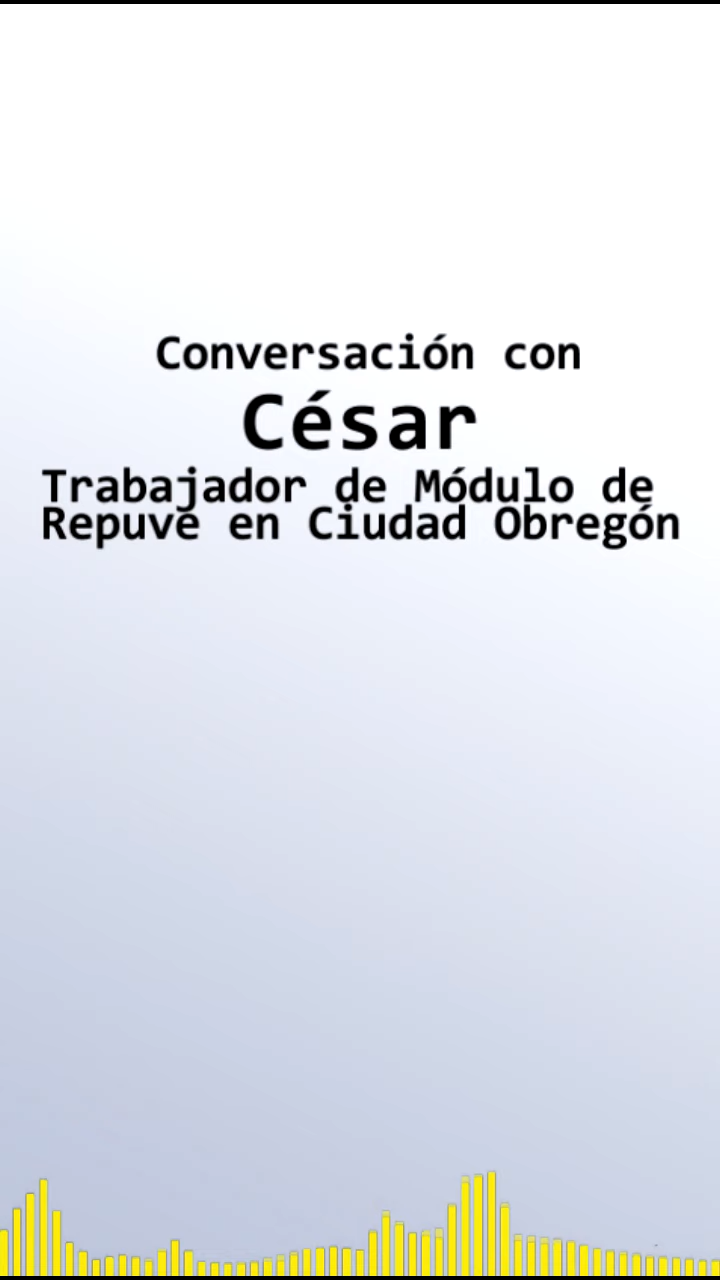 Conversación con
César
Trabajador de Módulo de
Repuve en Ciudad Obregón